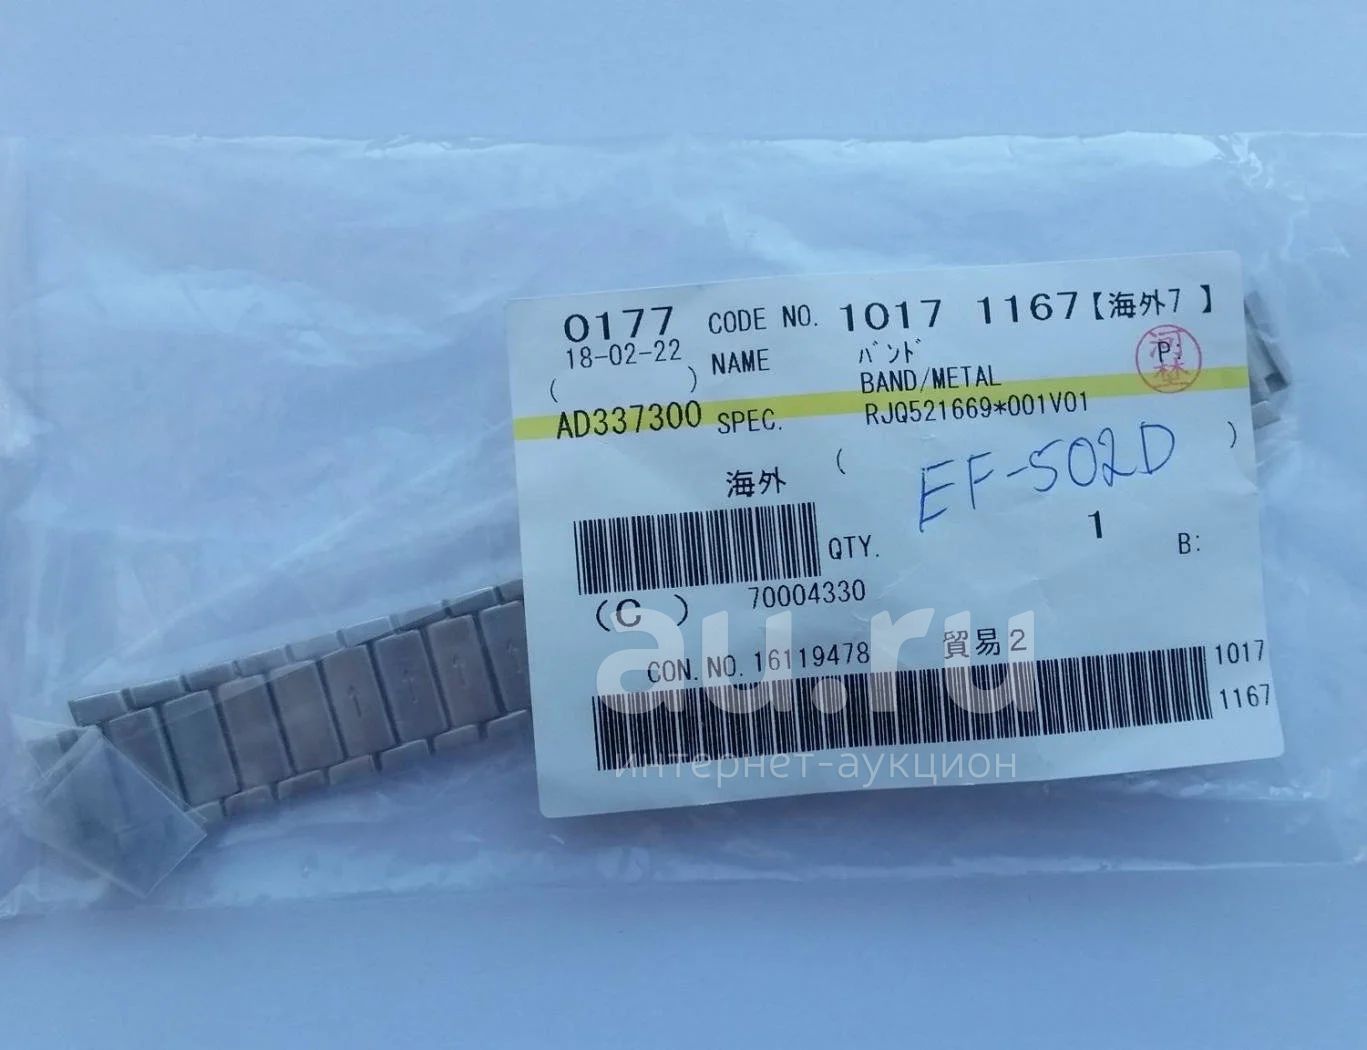 0177 CODE NO. 1017 1167【海外7 】
18-02-22 NAME バンド P:
( ) BAND/METAL
AD337300 SPEC. RJQ521669*001V01
海外 ( EF-502D )
QTY. 1 B:
(C ) 70004330
CON. NO. 16119478 貿易2
1017
1167
au.ru
интернет-аукцион